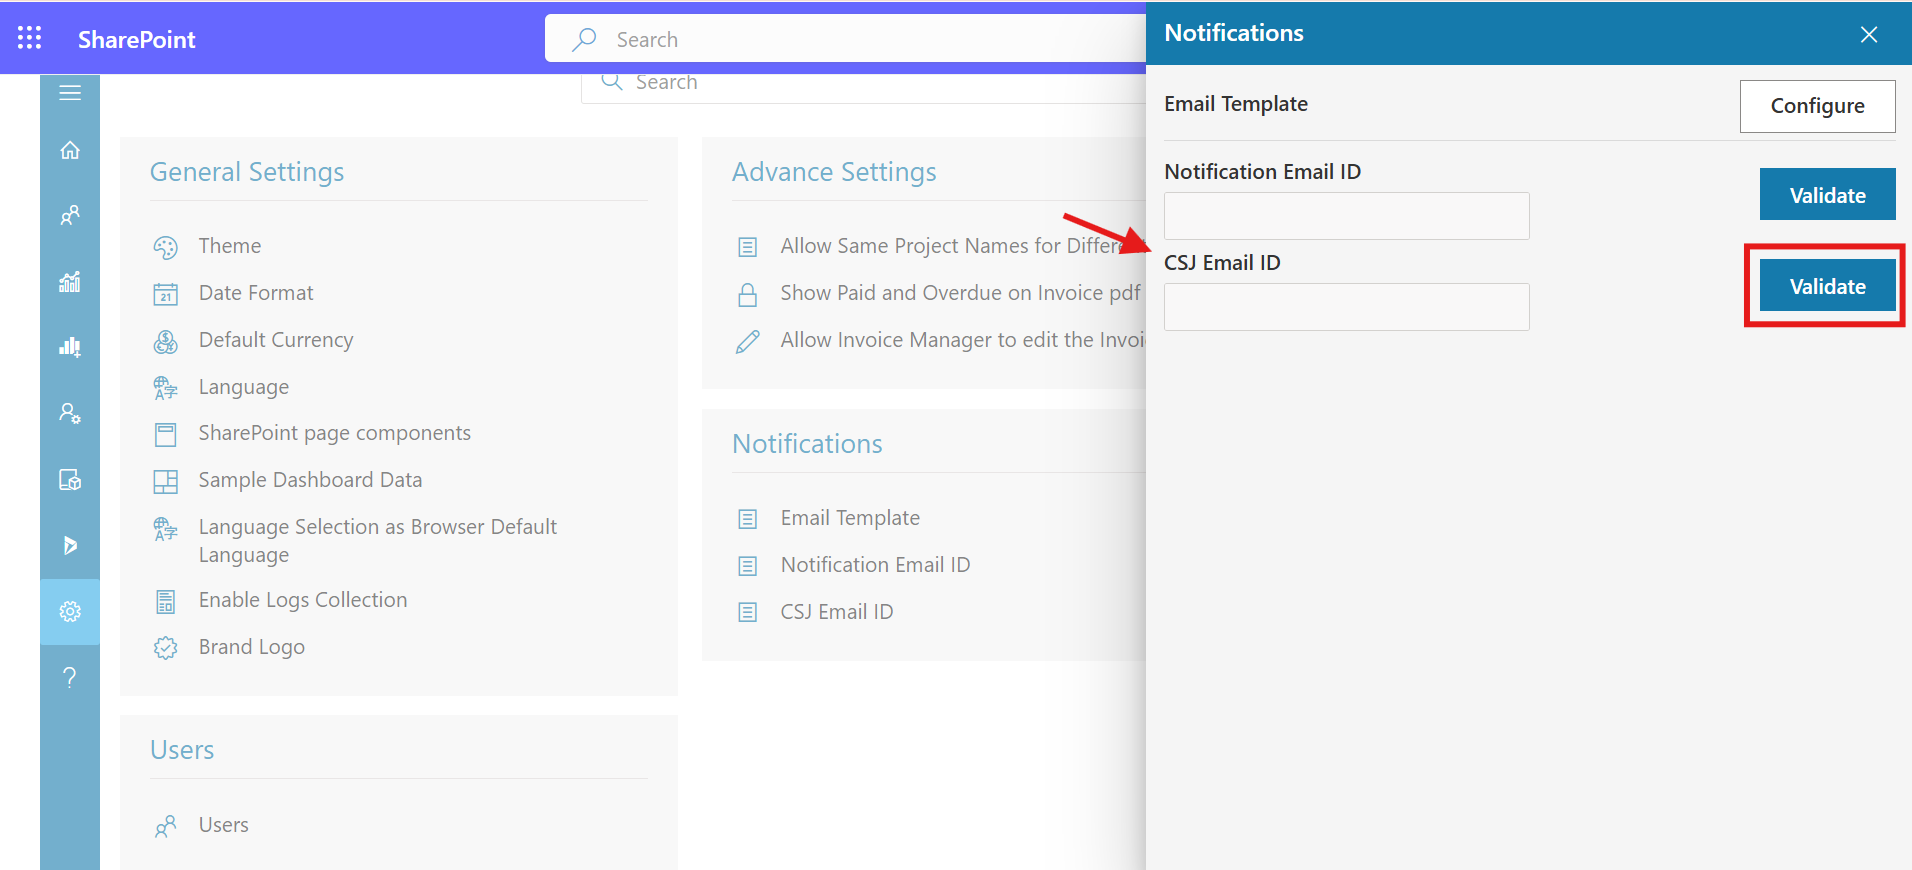 SharePoint
Search
Search
General Settings
Theme
21
Date Format
Default Currency
Language
SharePoint page components
Sample Dashboard Data
Language Selection as Browser Default
Language
Enable Logs Collection
Brand Logo
Users
Users
Advance Settings
Allow Same Project Names for Differe
Show Paid and Overdue on Invoice pdf
Allow Invoice Manager to edit the Invoi
Notifications
Email Template
Notification Email ID
CSJ Email ID
Notifications
Email Template
Configure
Notification Email ID
Validate
CSJ Email ID
Validate